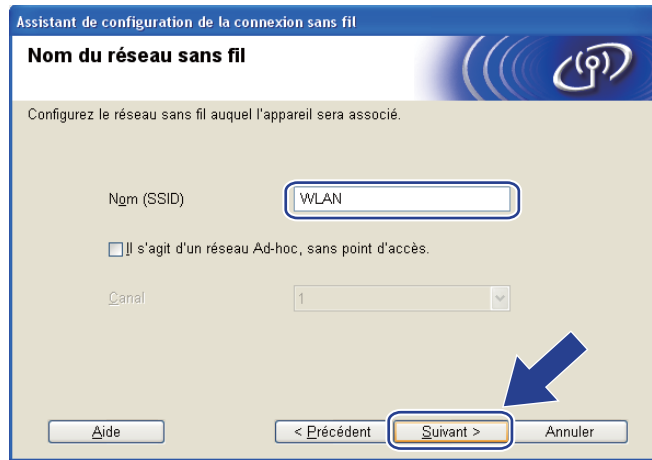 Assistant de configuration de la connexion sans fil
Nom du réseau sans fil
Configurez le réseau sans fil auquel l'appareil sera associé.
Nom (SSID)
WLAN
Il s'agit d'un réseau Ad-hoc, sans point d'accès.
Canal
1
Aide
< Précédent
Suivant >
Annuler